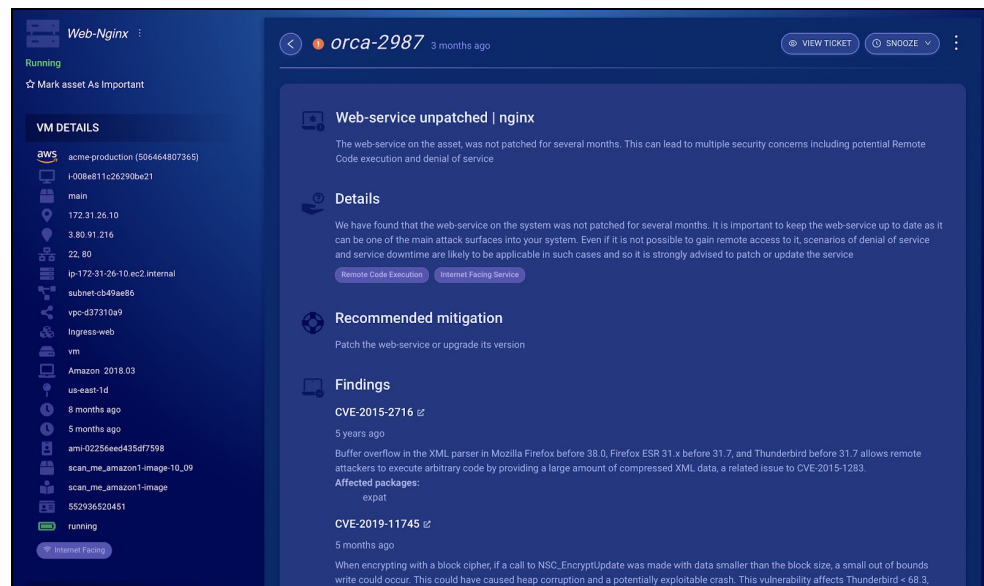 Web-Nginx
Running
Mark asset As Important
VM DETAILS
aws acme-production (506464807365)
i-008e811c26290be21
main
172.31.26.10
3.80.91.216
22, 80
ip-172-31-26-10.ec2.internal
subnet-cb49ae86
vpc-d37310a9
Ingress-web
vm
Amazon 2018.03
us-east-1d
8 months ago
5 months ago
ami-02256eed435df7598
scan_me_amazon1-image-10_09
scan_me_amazon1-image
552936520451
running
Internet Facing
orca-2987 3 months ago
VIEW TICKET
SNOOZE
Web-service unpatched | nginx
The web-service on the asset, was not patched for several months. This can lead to multiple security concerns including potential Remote
Code execution and denial of service
Details
We have found that the web-service on the system was not patched for several months. It is important to keep the web-service up to date as it
can be one of the main attack surfaces into your system. Even if it is not possible to gain remote access to it, scenarios of denial of service
and service downtime are likely to be applicable in such cases and so it is strongly advised to patch or update the service
Remote Code Execution
Internet Facing Service
Recommended mitigation
Patch the web-service or upgrade its version
Findings
CVE-2015-2716
5 years ago
Buffer overflow in the XML parser in Mozilla Firefox before 38.0, Firefox ESR 31.x before 31.7, and Thunderbird before 31.7 allows remote
attackers to execute arbitrary code by providing a large amount of compressed XML data, a related issue to CVE-2015-1283.
Affected packages:
expat
CVE-2019-11745
5 months ago
When encrypting with a block cipher, if a call to NSC_EncryptUpdate was made with data smaller than the block size, a small out of bounds
write could occur. This could have caused heap corruption and a potentially exploitable crash. This vulnerability affects Thunderbird < 68.3,